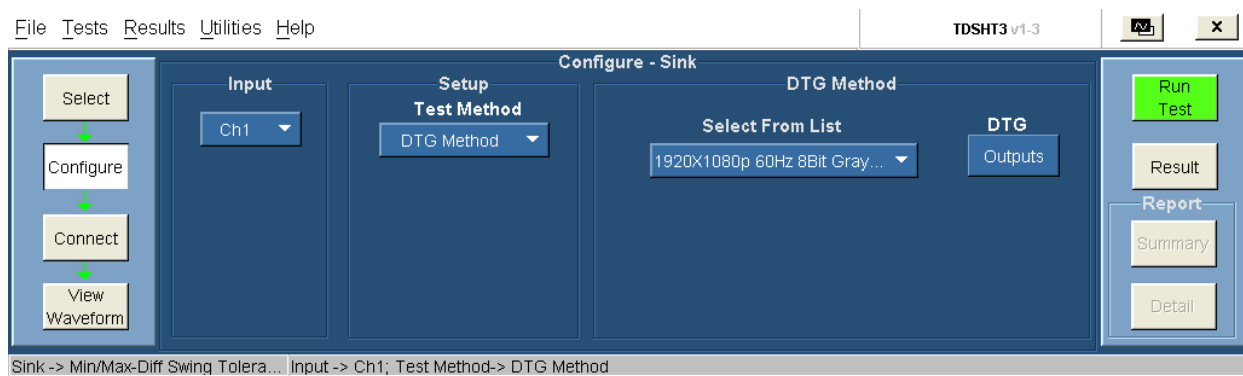 File Tests Results Utilities Help
TDSHT3 v1-3
x
Configure - Sink
Select
Configure
Connect
View
Waveform
Input
Ch1
Setup
Test Method
DTG Method
DTG Method
Select From List
1920X1080p 60Hz 8Bit Gray...
DTG
Outputs
Run
Test
Result
Report
Summary
Detail
Sink -> Min/Max-Diff Swing Tolera... Input -> Ch1; Test Method-> DTG Method